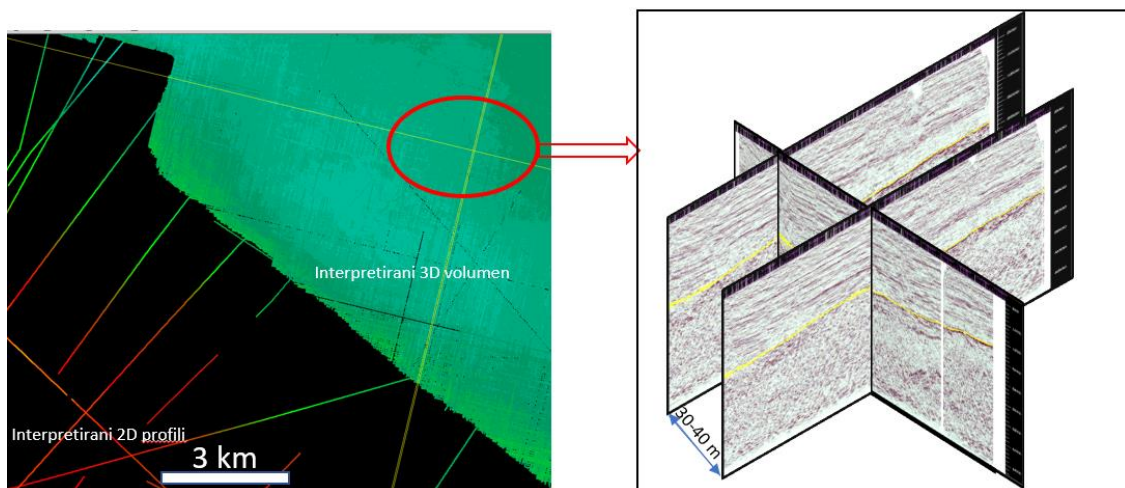 Interpretirani 3D volumen
Interpretirani 2D profili
3 km
30-40 m